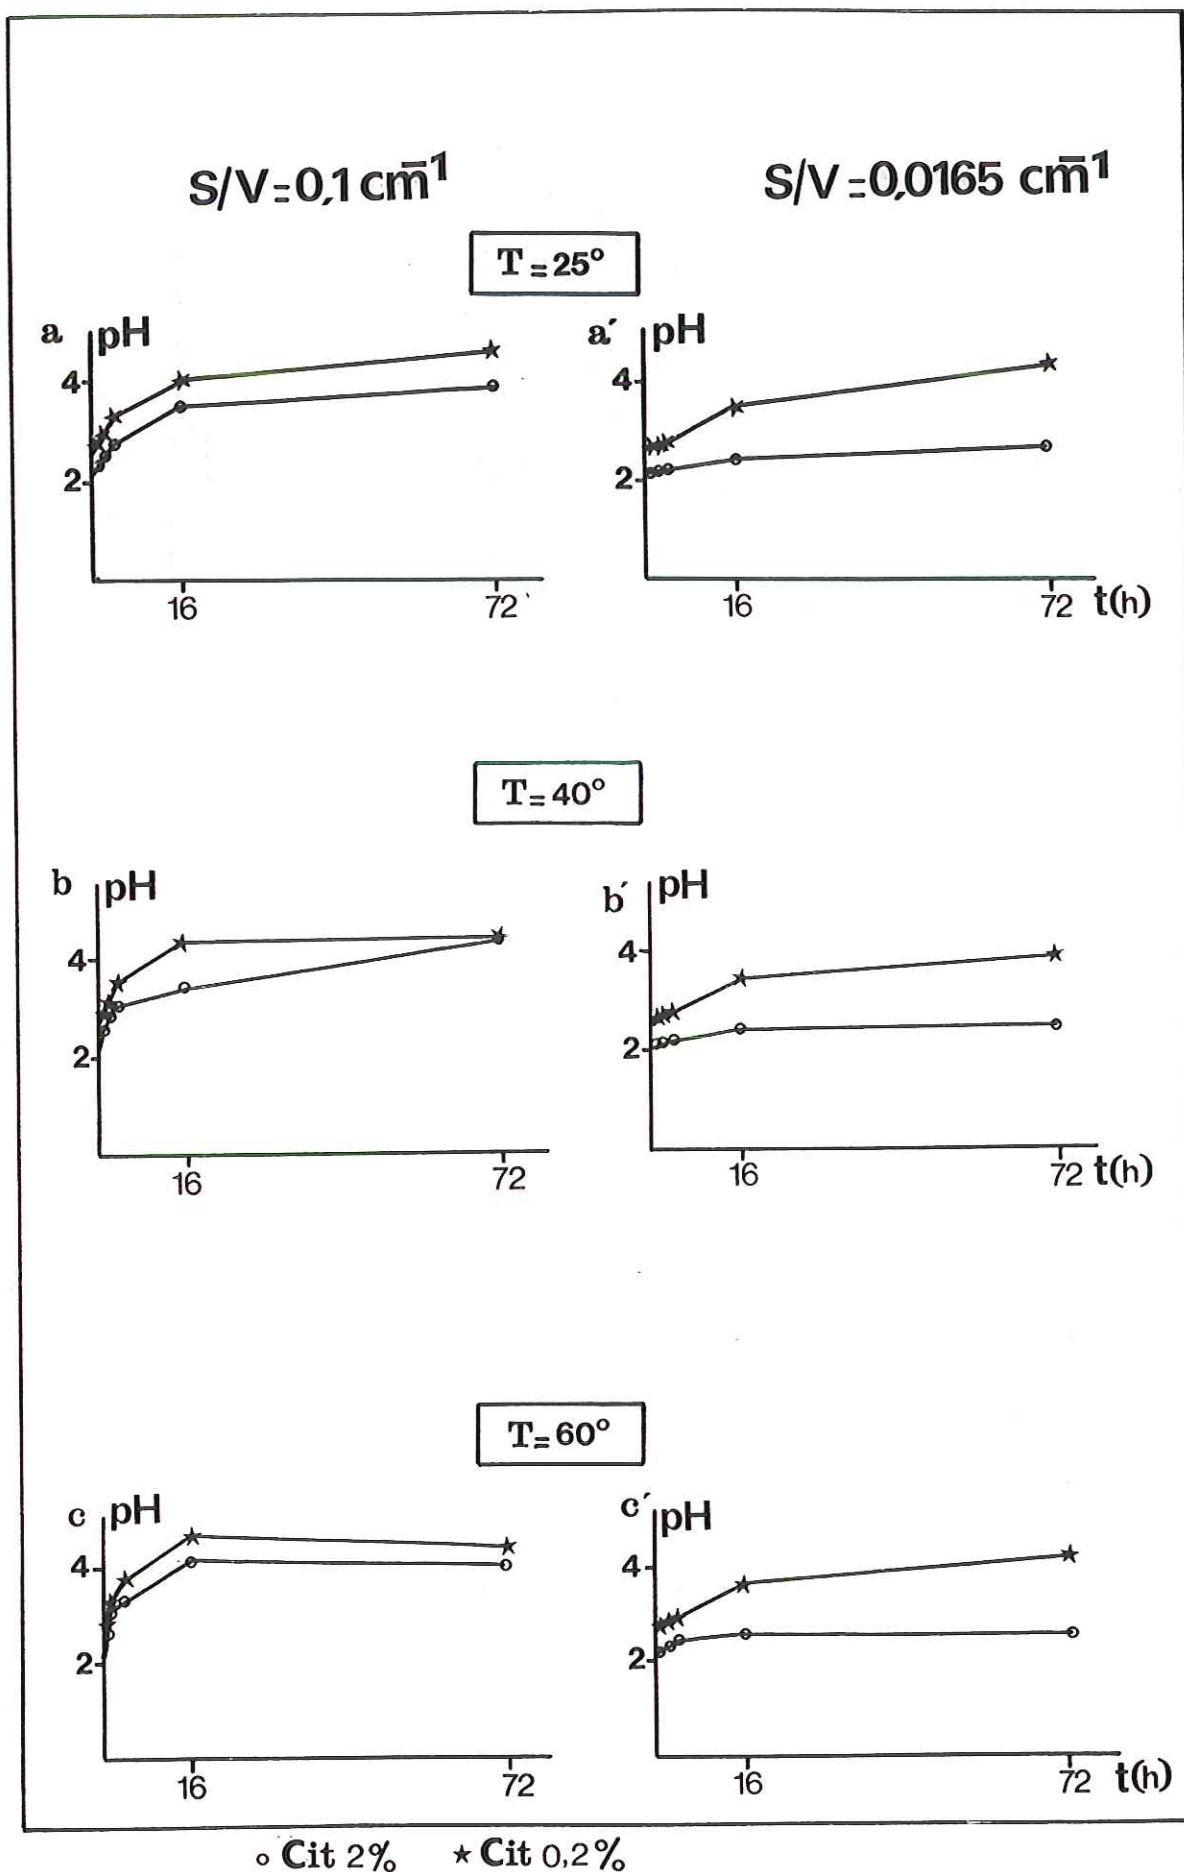 S/V=0,1 cm⁻¹
S/V=0,0165 cm⁻¹
T=25°
a pH
4
2
16 72
a´ pH
4
2
16 72 t(h)
T=40°
b pH
4
2
16 72
b´ pH
4
2
16 72 t(h)
T=60°
c pH
4
2
16 72
c´ pH
4
2
16 72 t(h)
○ Cit 2% ★ Cit 0,2%